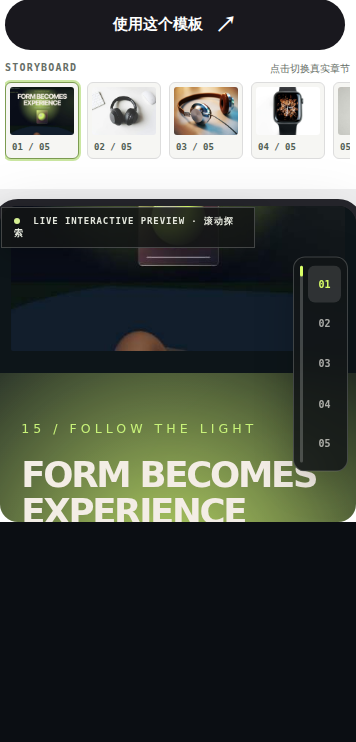 使用这个模板 ↗
STORYBOARD
点击切换真实章节
FORM BECOMES
EXPERIENCE
01 / 05
02 / 05
03 / 05
04 / 05
05
LIVE INTERACTIVE PREVIEW · 滚动探
索
01
02
03
04
05
15 / FOLLOW THE LIGHT
FORM BECOMES
EXPERIENCE